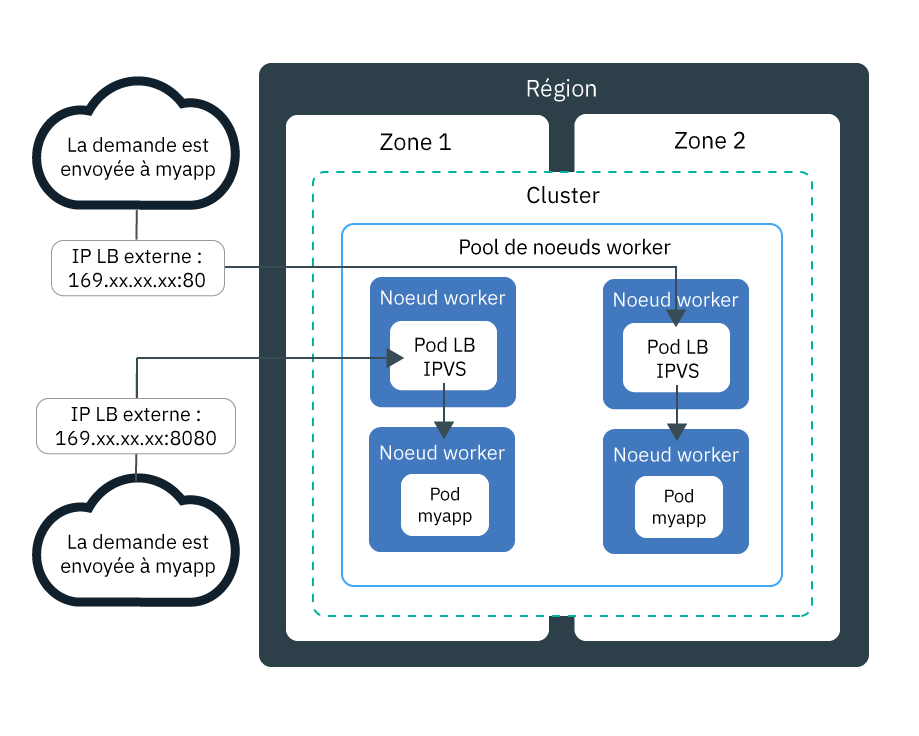 Région
Zone 1
Zone 2
Cluster
Pool de noeuds worker
La demande est
envoyée à myapp
IP LB externe :
169.xx.xx.xx:80
Noeud worker
Pod LB
IPVS
Noeud worker
Pod LB
IPVS
IP LB externe :
169.xx.xx.xx:8080
Noeud worker
Pod
myapp
Noeud worker
Pod
myapp
La demande est
envoyée à myapp